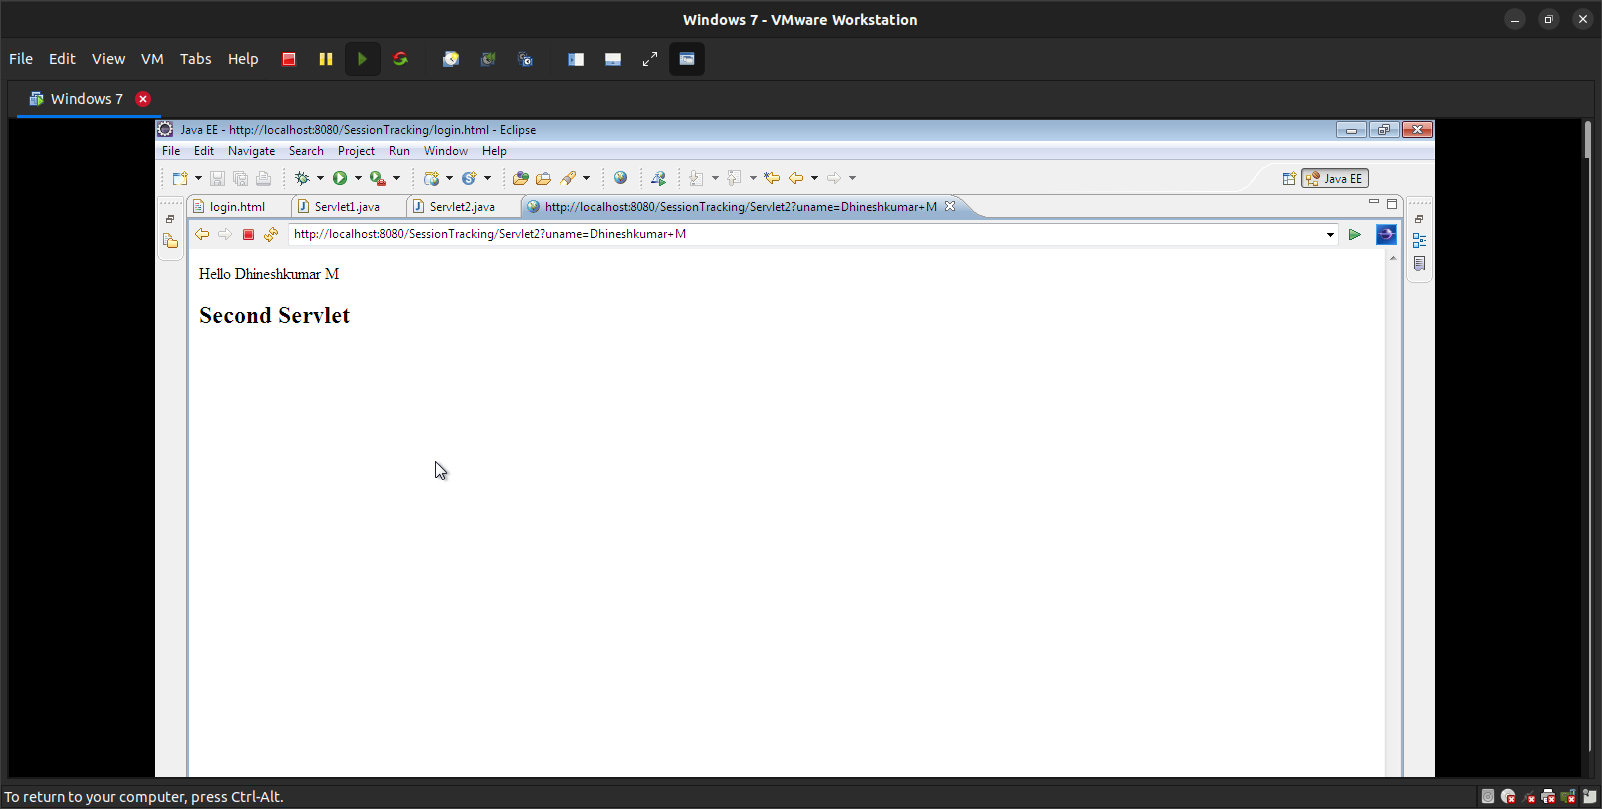 Windows 7 - VMware Workstation
File Edit View VM Tabs Help
Windows 7
Java EE - http://localhost:8080/SessionTracking/login.html - Eclipse
File Edit Navigate Search Project Run Window Help
Java EE
login.html Servlet1.java Servlet2.java http://localhost:8080/SessionTracking/Servlet2?uname=Dhineshkumar+M
http://localhost:8080/SessionTracking/Servlet2?uname=Dhineshkumar+M
Hello Dhineshkumar M
Second Servlet
To return to your computer, press Ctrl-Alt.